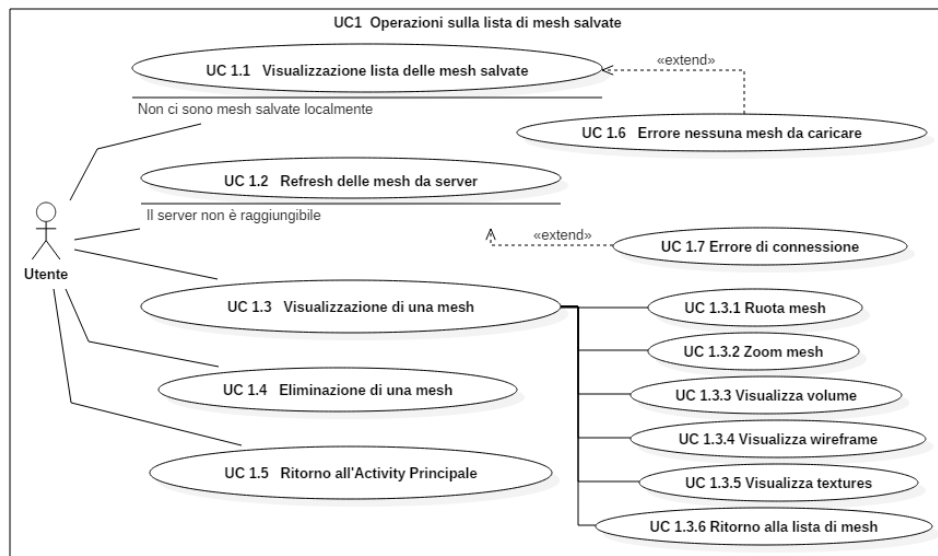 UC1 Operazioni sulla lista di mesh salvate
UC 1.1 Visualizzazione lista delle mesh salvate
«extend»
Non ci sono mesh salvate localmente
UC 1.6 Errore nessuna mesh da caricare
UC 1.2 Refresh delle mesh da server
Il server non è raggiungibile
«extend»
UC 1.7 Errore di connessione
Utente
UC 1.3 Visualizzazione di una mesh
UC 1.3.1 Ruota mesh
UC 1.3.2 Zoom mesh
UC 1.4 Eliminazione di una mesh
UC 1.3.3 Visualizza volume
UC 1.3.4 Visualizza wireframe
UC 1.5 Ritorno all'Activity Principale
UC 1.3.5 Visualizza textures
UC 1.3.6 Ritorno alla lista di mesh